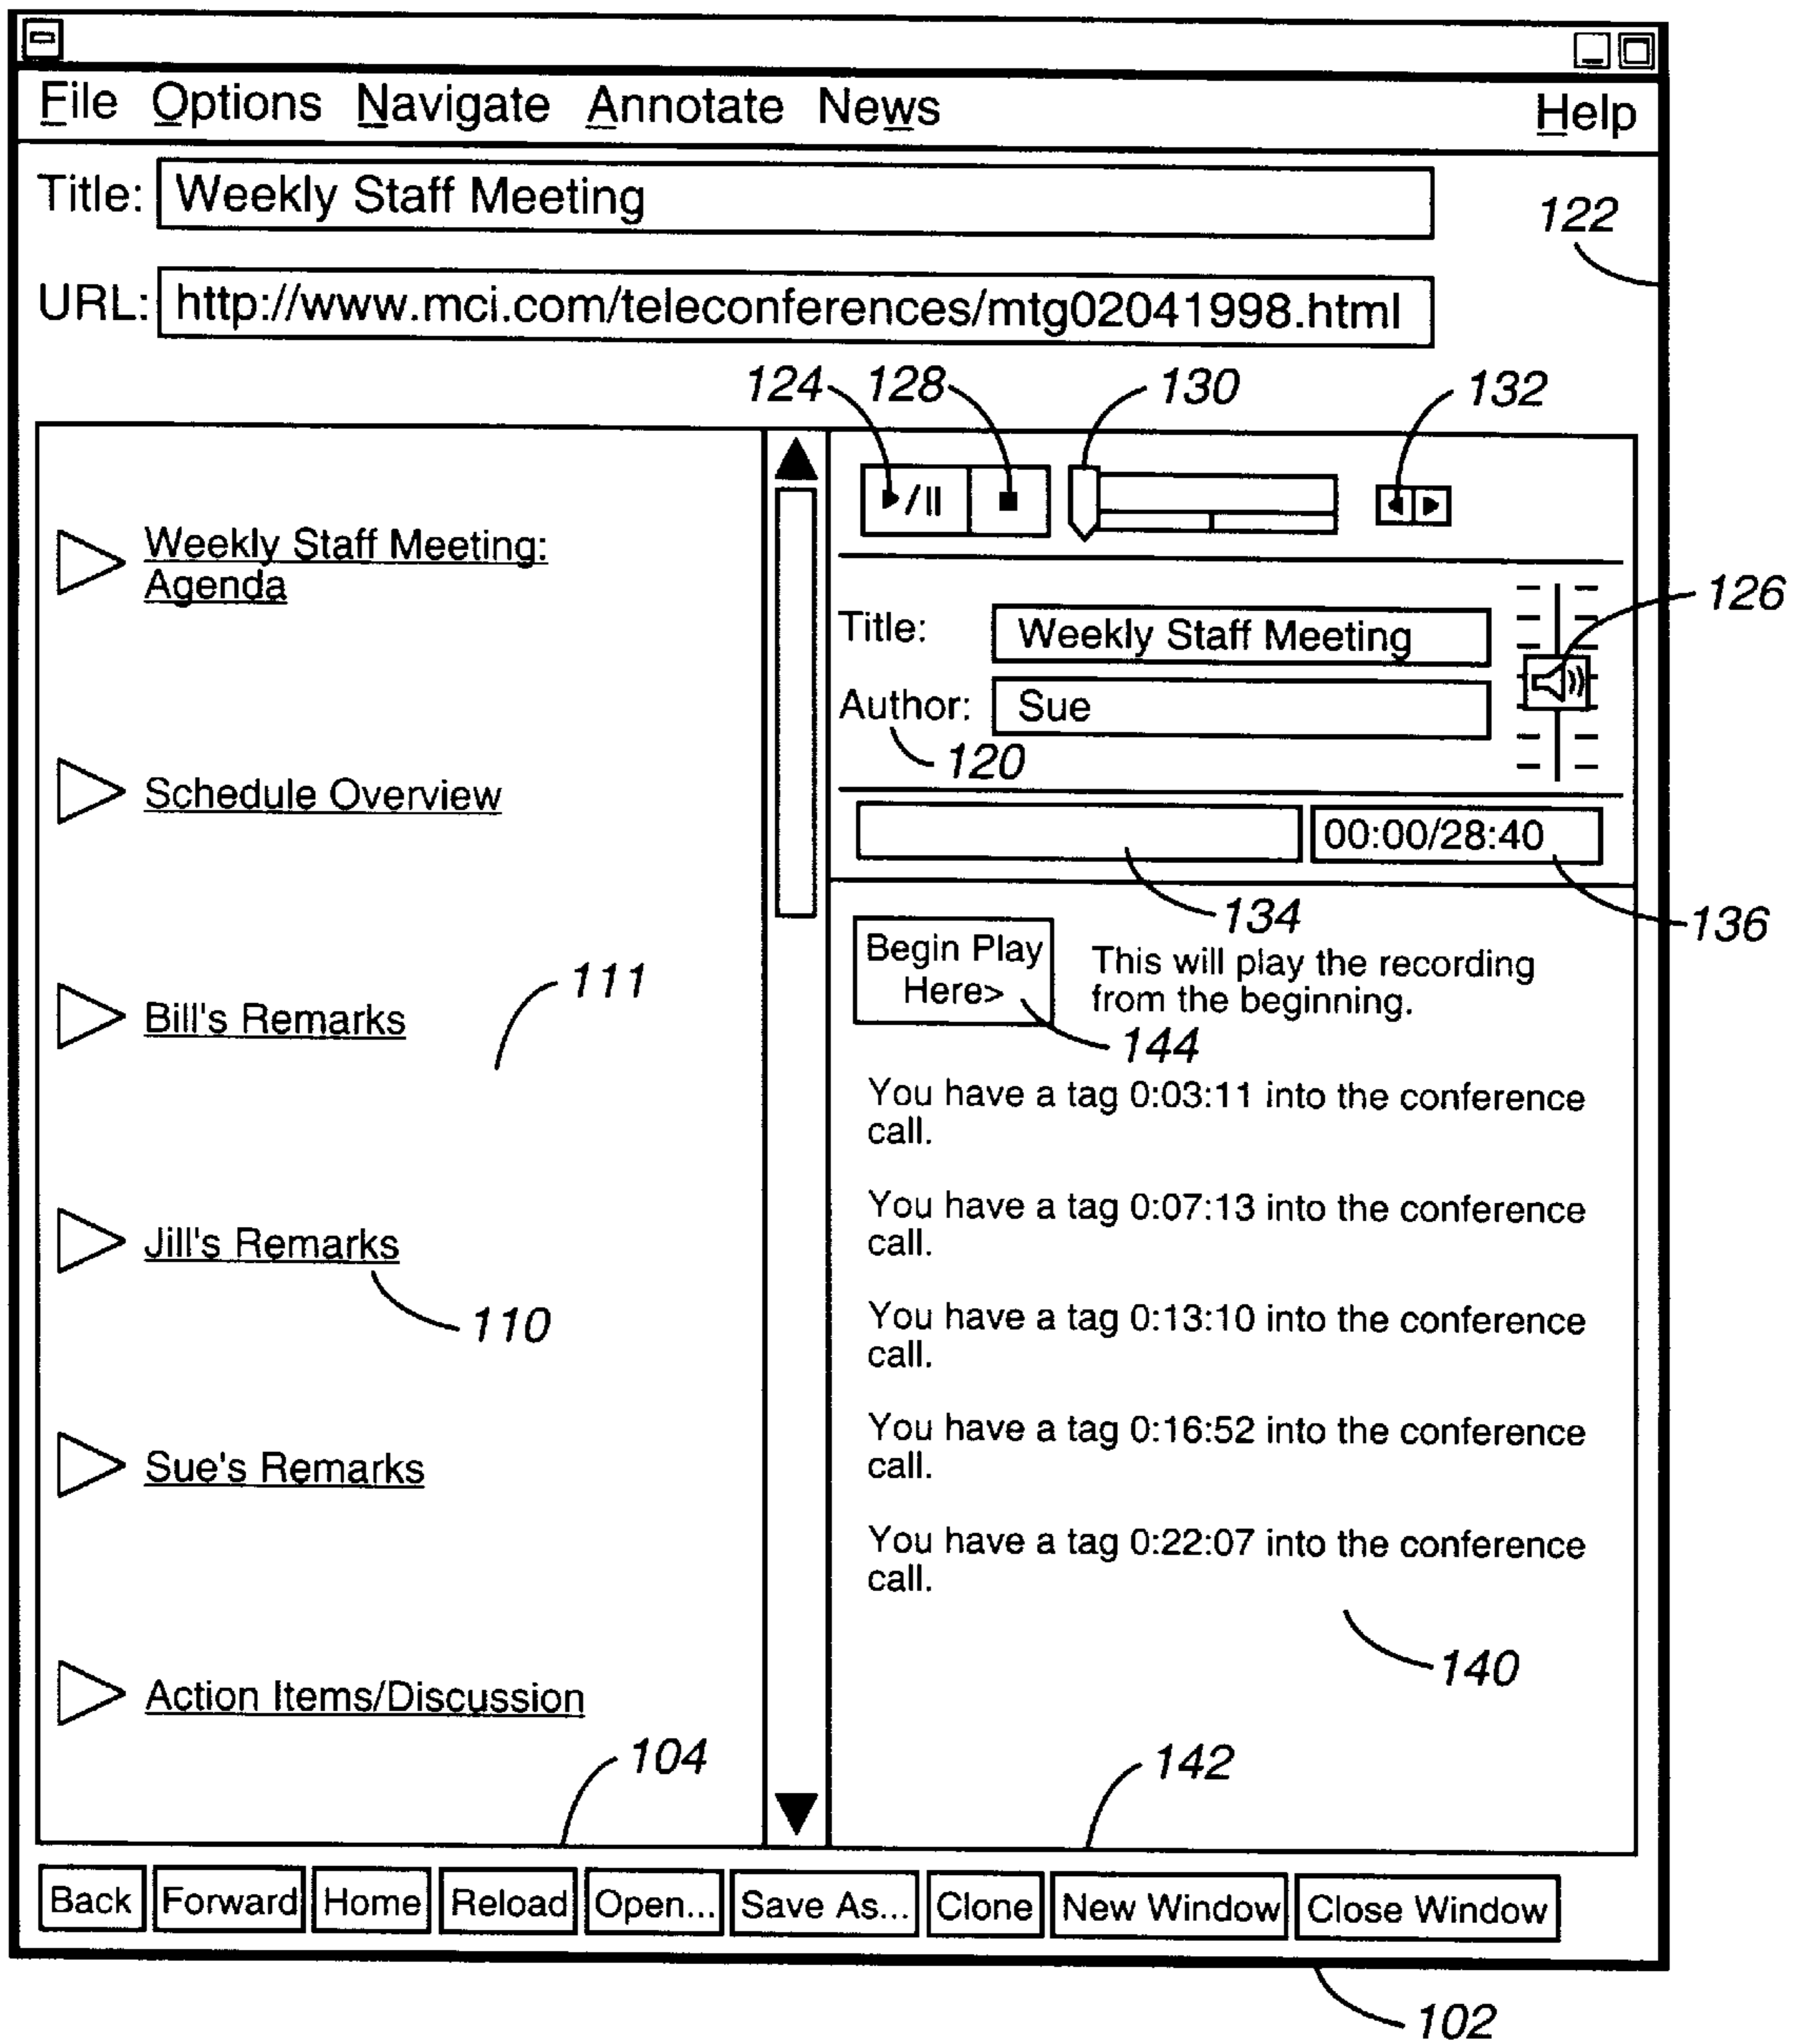 File Options Navigate Annotate News Help
Title: Weekly Staff Meeting
122
URL: http://www.mci.com/teleconferences/mtg02041998.html
124 128 130 132
/II
Weekly Staff Meeting:
Agenda
Schedule Overview
Bill's Remarks
111
Jill's Remarks
110
Sue's Remarks
Action Items/Discussion
104
Title: Weekly Staff Meeting
126
Author: Sue
120
00:00/28:40
134
136
Begin Play
Here>
This will play the recording
from the beginning.
144
You have a tag 0:03:11 into the conference
call.
You have a tag 0:07:13 into the conference
call.
You have a tag 0:13:10 into the conference
call.
You have a tag 0:16:52 into the conference
call.
You have a tag 0:22:07 into the conference
call.
140
142
Back Forward Home Reload Open... Save As... Clone New Window Close Window
102